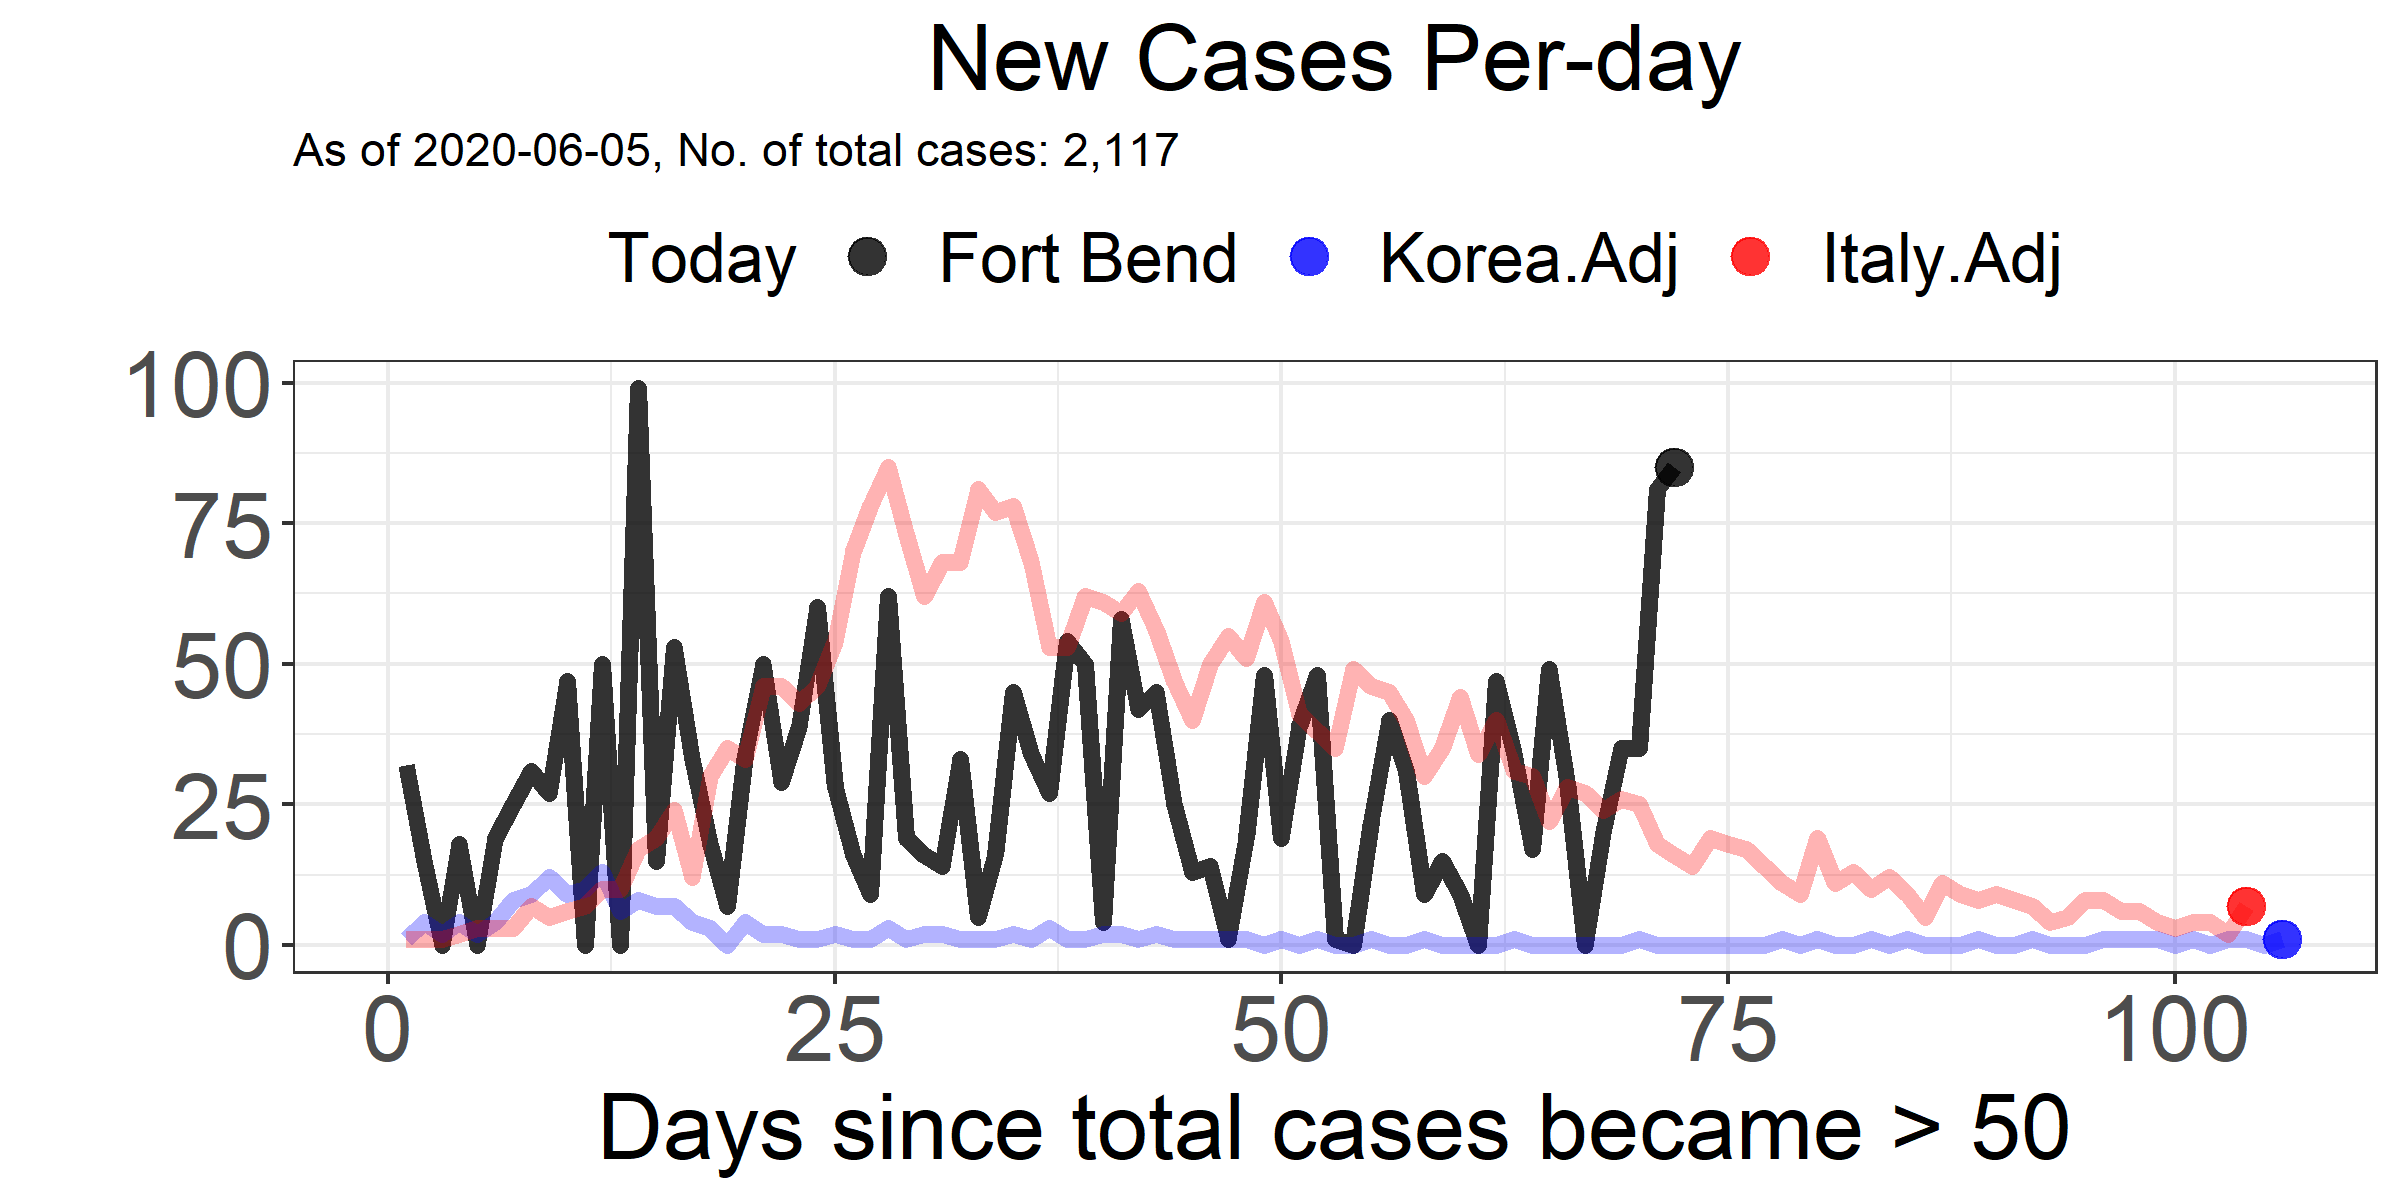 New Cases Per-day
As of 2020-06-05, No. of total cases: 2,117
Today Fort Bend Korea.Adj Italy.Adj
100
75
50
25
0
0 25 50 75 100
Days since total cases became > 50